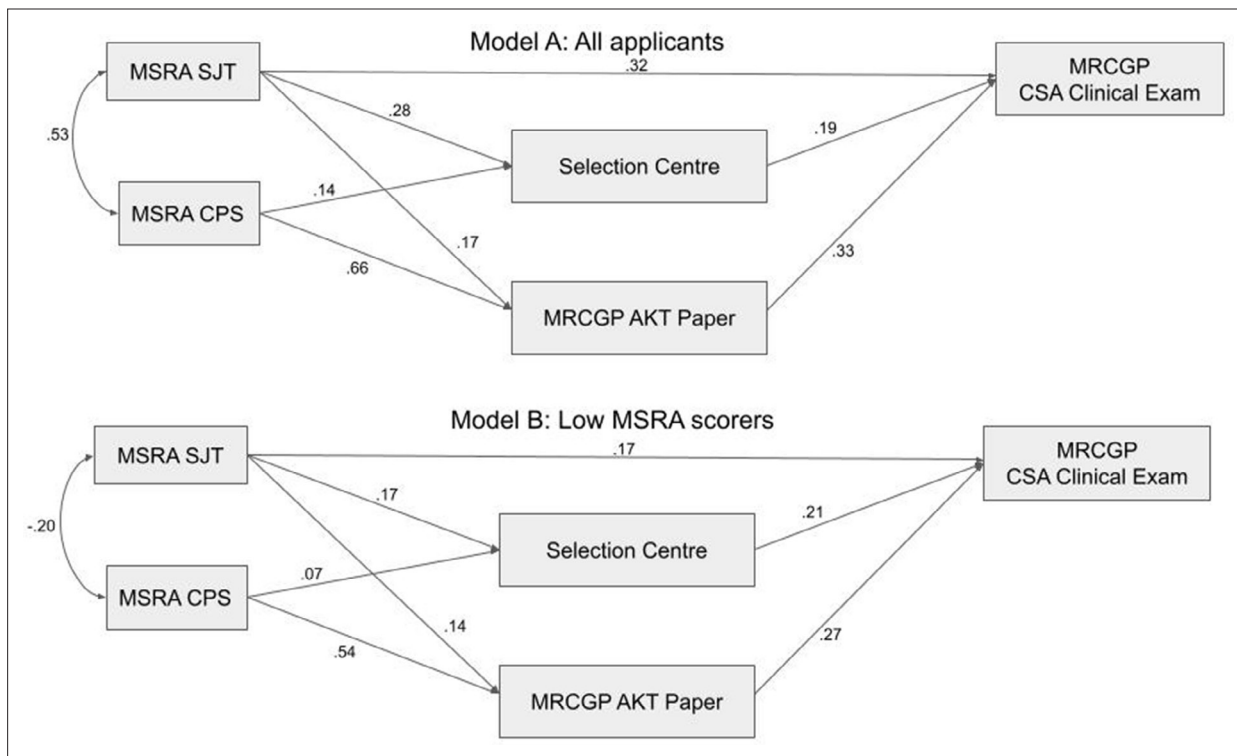 Model A: All applicants
MSRA SJT
MRCGP
CSA Clinical Exam
.32
.28
.53
.19
Selection Centre
.14
MSRA CPS
.17
.33
.66
MRCGP AKT Paper
Model B: Low MSRA scorers
MSRA SJT
MRCGP
CSA Clinical Exam
.17
.17
-.20
.21
Selection Centre
.07
MSRA CPS
.14
.27
.54
MRCGP AKT Paper